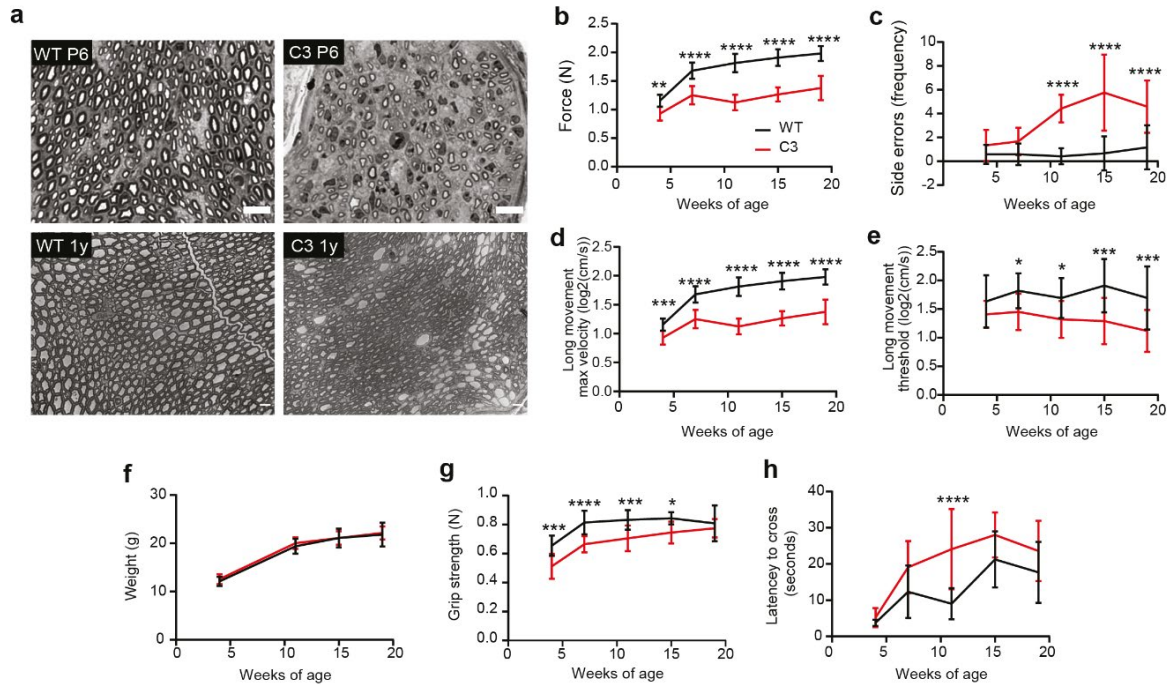 a
WT P6
C3 P6
WT 1y
C3 1y
b
Force (N)
2.5
2.0
1.5
1.0
0.5
0.0
** **** **** **** ****
WT
C3
0 5 10 15 20
Weeks of age
c
Side errors (frequency)
10
8
6
4
2
0
-2
**** **** ****
0 5 10 15 20
Weeks of age
d
Long movement
max velocity (log2(cm/s))
2.5
2.0
1.5
1.0
0.5
0.0
*** **** **** **** ****
0 5 10 15 20
Weeks of age
e
Long movement
threshold (log2(cm/s))
2.5
2.0
1.5
1.0
0.5
0.0
* * *** ***
0 5 10 15 20
Weeks of age
f
Weight (g)
30
20
10
0
0 5 10 15 20
Weeks of age
g
Grip strength (N)
1.0
0.8
0.6
0.4
0.2
0.0
*** **** *** *
0 5 10 15 20
Weeks of age
h
Latencey to cross
(seconds)
40
30
20
10
0
****
0 5 10 15 20
Weeks of age